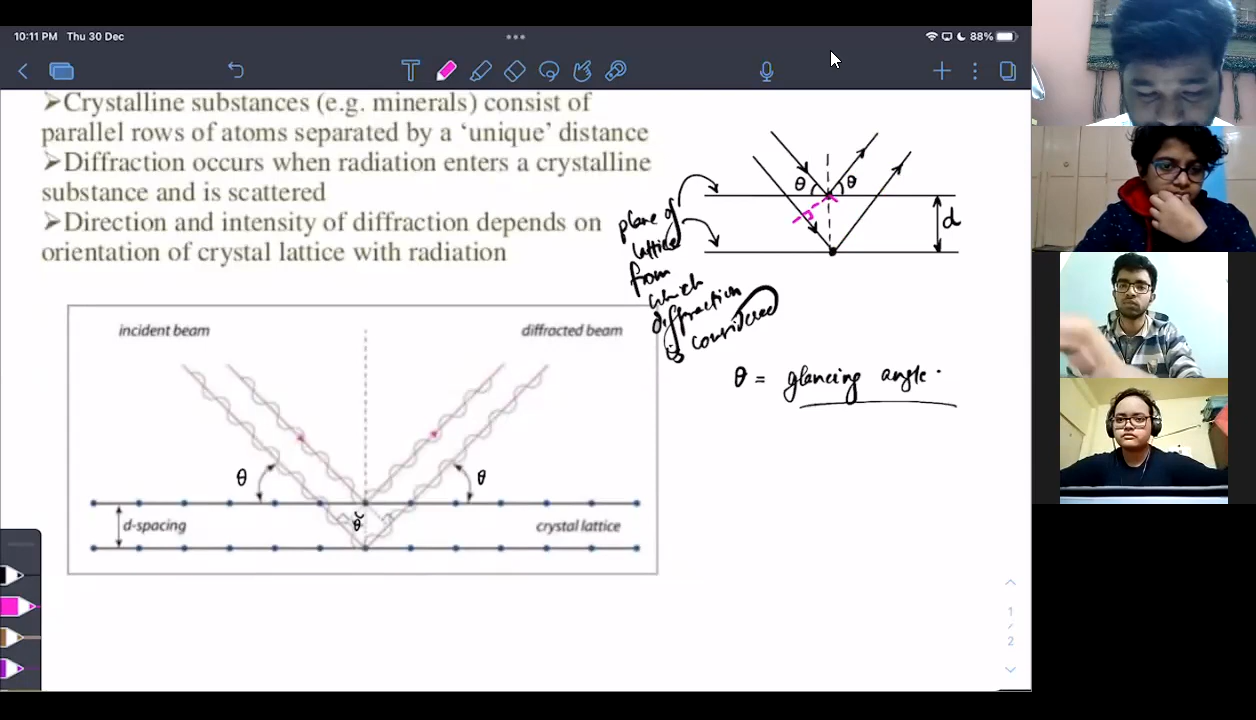 10:11 PM Thu 30 Dec
88%
➢Crystalline substances (e.g. minerals) consist of
parallel rows of atoms separated by a ‘unique’ distance
➢Diffraction occurs when radiation enters a crystalline
substance and is scattered
➢Direction and intensity of diffraction depends on
orientation of crystal lattice with radiation
θ θ
d
plane of
lattice
from
which
diffraction
is considered
θ = glancing angle.
incident beam
diffracted beam
θ
θ
d-spacing
θ
crystal lattice
1
/
2